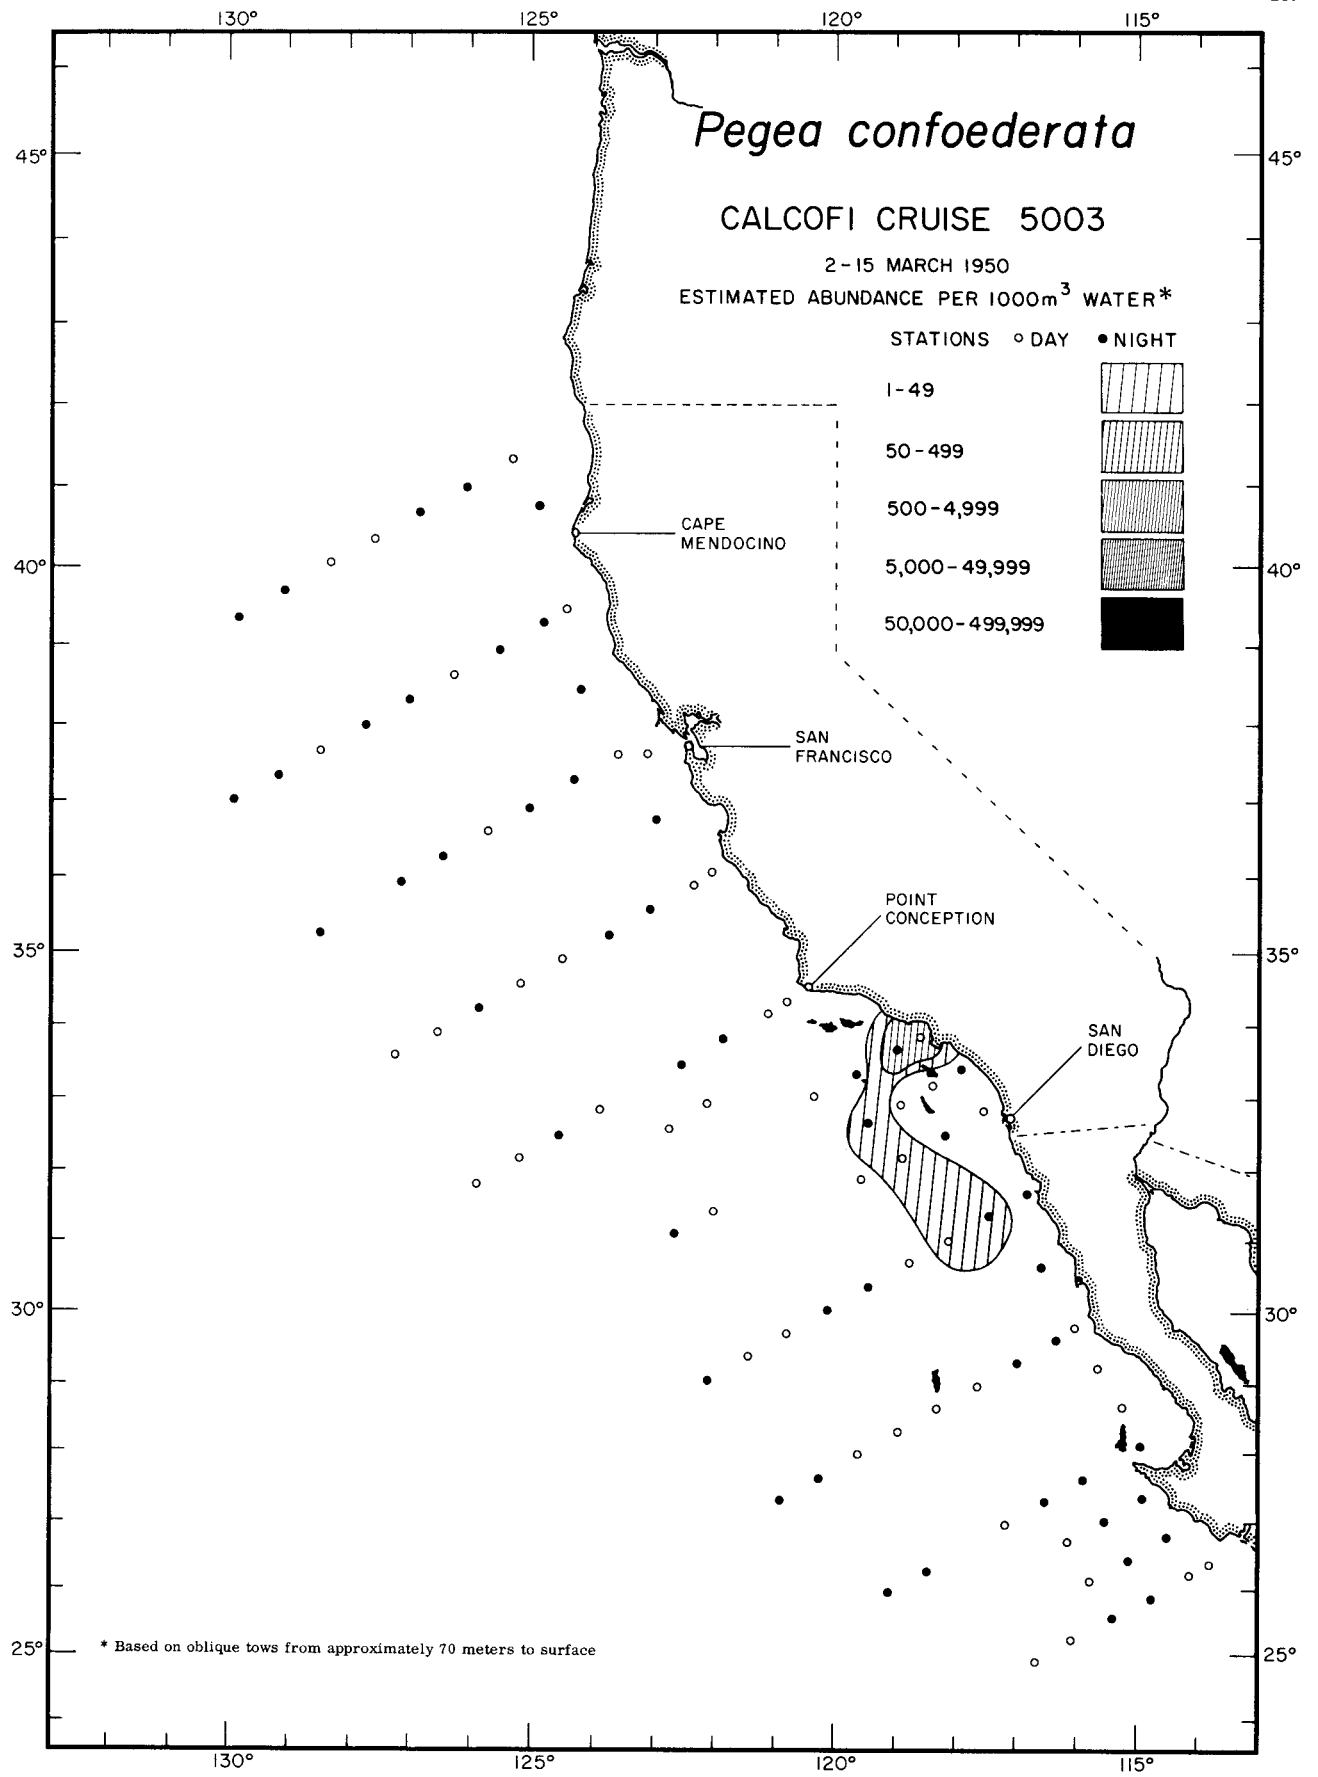 130° 125° 120° 115°
Pegea confoederata
45° 45°
CALCOFI CRUISE 5003
2-15 MARCH 1950
ESTIMATED ABUNDANCE PER 1000m³ WATER*
STATIONS ○ DAY ● NIGHT
1-49
50-499
500-4,999
5,000-49,999
50,000-499,999
CAPE
MENDOCINO
40° 40°
SAN
FRANCISCO
POINT
CONCEPTION
35° 35°
SAN
DIEGO
30° 30°
* Based on oblique tows from approximately 70 meters to surface
25° 25°
130° 125° 120° 115°